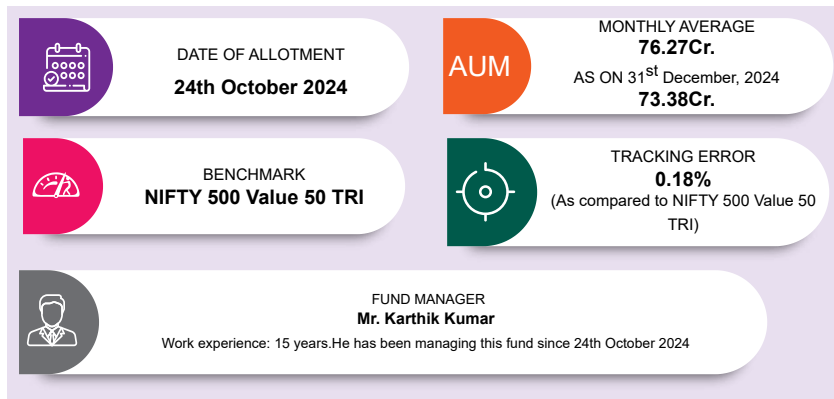 DATE OF ALLOTMENT
24th October 2024
AUM
MONTHLY AVERAGE
76.27Cr.
AS ON 31st December, 2024
73.38Cr.
BENCHMARK
NIFTY 500 Value 50 TRI
TRACKING ERROR
0.18%
(As compared to NIFTY 500 Value 50
TRI)
FUND MANAGER
Mr. Karthik Kumar
Work experience: 15 years.He has been managing this fund since 24th October 2024